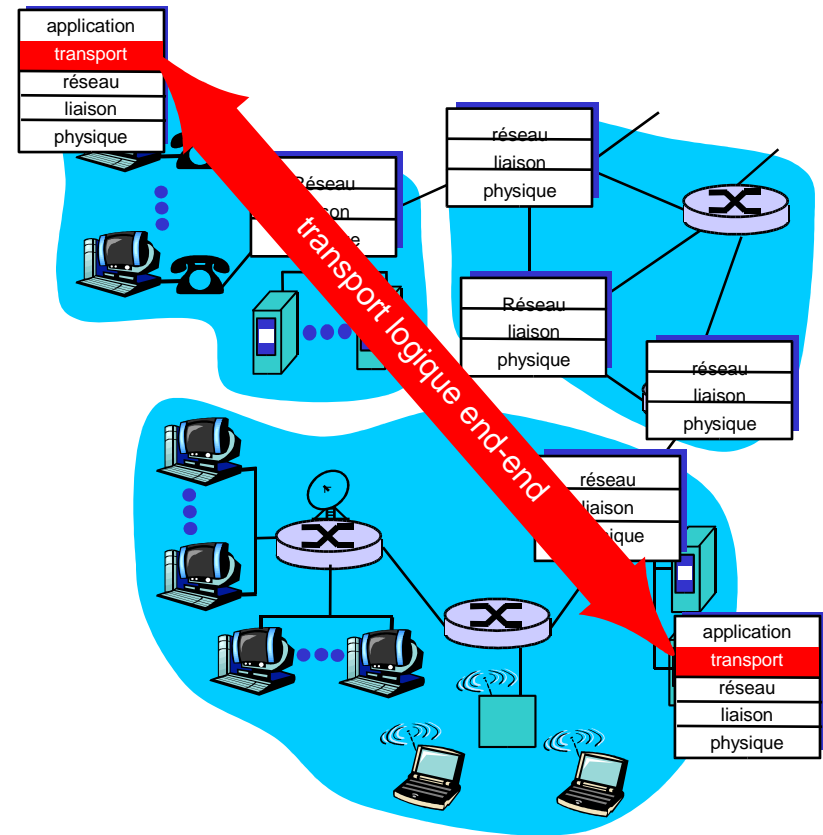 application
transport
réseau
liaison
physique
Réseau
réseau
liaison
physique
transport logique end-end
Réseau
liaison
physique
réseau
liaison
physique
réseau
liaison
application
transport
réseau
liaison
physique